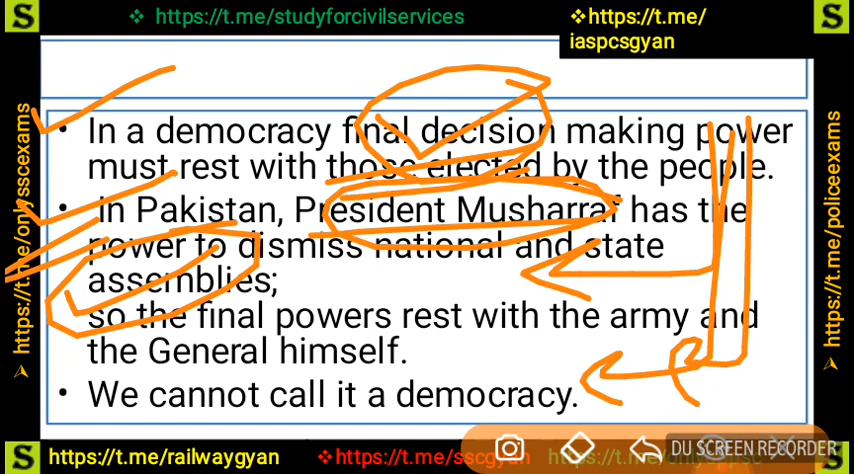 S
❖ https://t.me/studyforcivilservices
❖https://t.me/
iaspcsgyan
S
https://t.me/onlysscexams
➤ https://t.me/policeexams
• In a democracy final decision making power
must rest with those elected by the people.
• In Pakistan, President Musharraf has the
power to dismiss national and state
assemblies;
so the final powers rest with the army and
the General himself.
• We cannot call it a democracy.
S
https://t.me/railwaygyan
❖https://t.me/sscgyan
DU SCREEN RECORDER
S